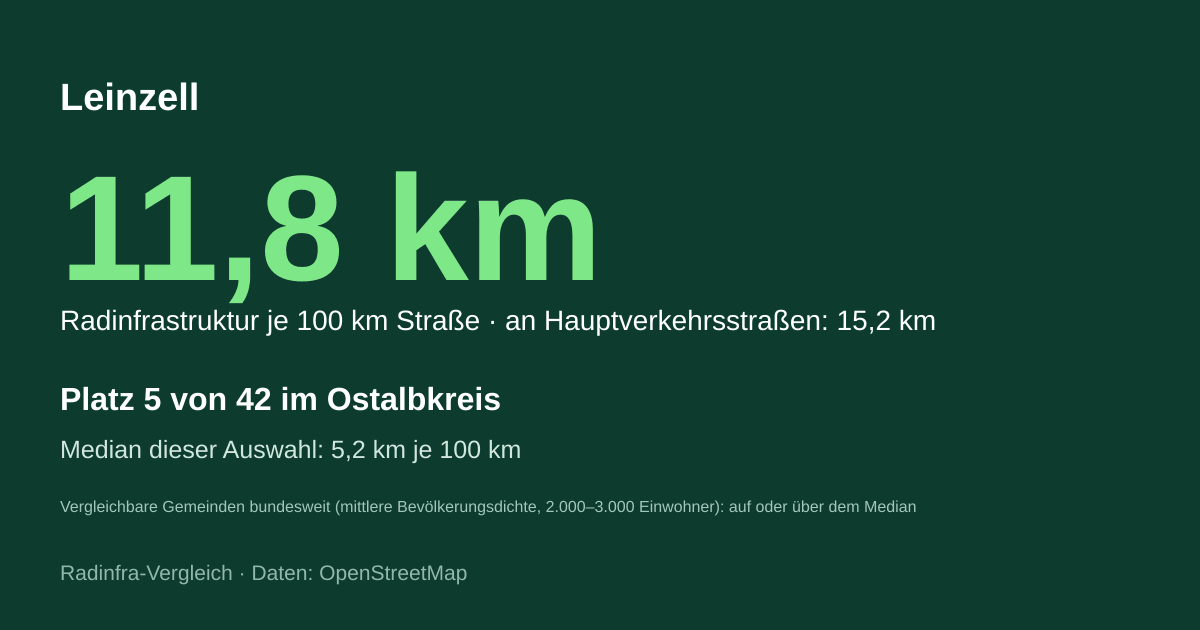 Leinzell
11,8 km
Radinfrastruktur je 100 km Straße · an Hauptverkehrsstraßen: 15,2 km
Platz 5 von 42 im Ostalbkreis
Median dieser Auswahl: 5,2 km je 100 km
Vergleichbare Gemeinden bundesweit (mittlere Bevölkerungsdichte, 2.000–3.000 Einwohner): auf oder über dem Median
Radinfra-Vergleich · Daten: OpenStreetMap